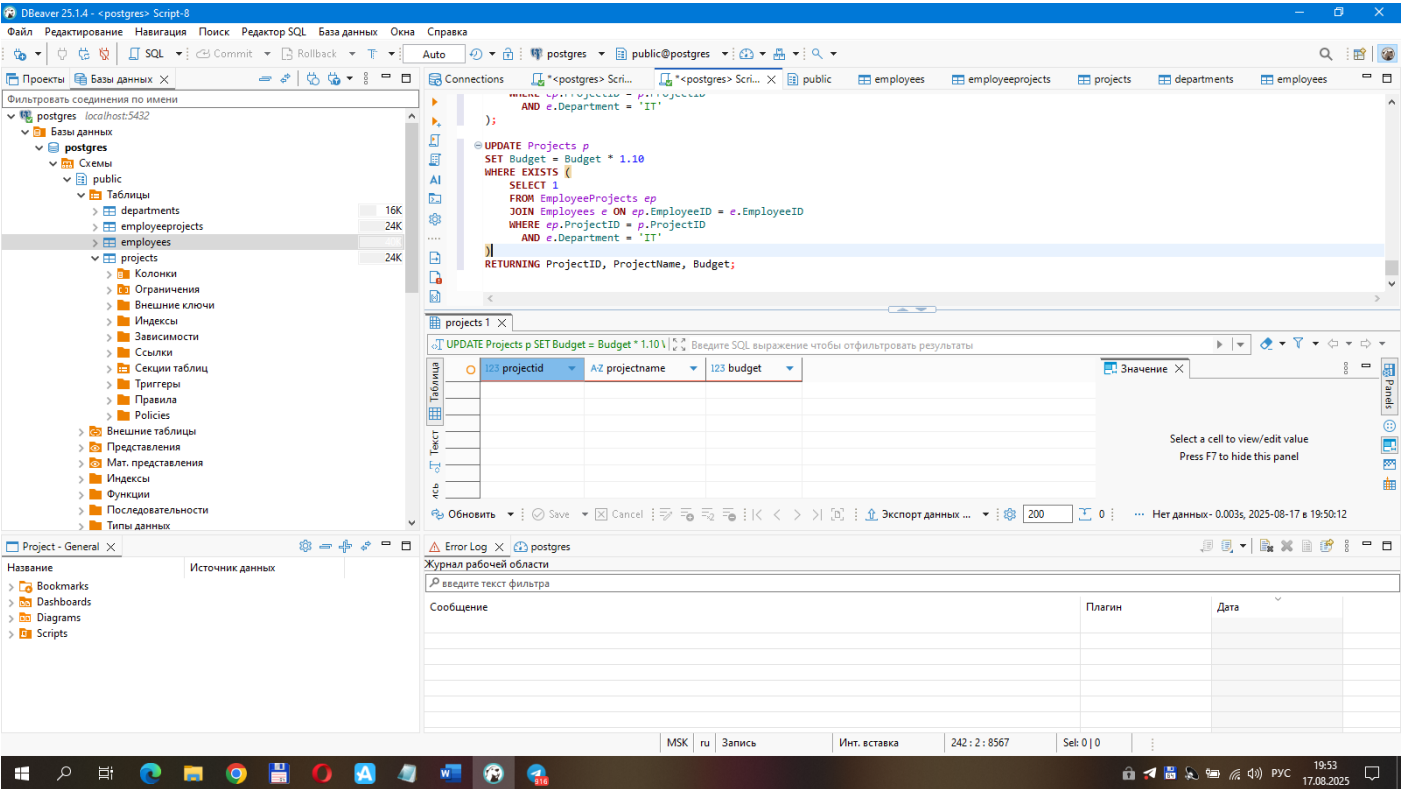 DBeaver 25.1.4 - <postgres> Script-8
Файл Редактирование Навигация Поиск Редактор SQL База данных Окна Справка
SQL Commit Rollback T Auto postgres public@postgres
Проекты Базы данных
Connections *<postgres> Scri... *<postgres> Scri... public employees employeeprojects projects departments employees
Фильтровать соединения по имени
postgres localhost:5432
Базы данных
postgres
Схемы
public
Таблицы
departments 16K
employeeprojects 24K
employees
projects 24K
Колонки
Ограничения
Внешние ключи
Индексы
Зависимости
Ссылки
Секции таблиц
Триггеры
Правила
Policies
Внешние таблицы
Представления
Мат. представления
Индексы
Функции
Последовательности
Типы данных
WHERE ep.ProjectID = p.ProjectID
AND e.Department = 'IT'
);
UPDATE Projects p
SET Budget = Budget * 1.10
WHERE EXISTS (
SELECT 1
FROM EmployeeProjects ep
JOIN Employees e ON ep.EmployeeID = e.EmployeeID
WHERE ep.ProjectID = p.ProjectID
AND e.Department = 'IT'
)
RETURNING ProjectID, ProjectName, Budget;
AI
projects 1
UPDATE Projects p SET Budget = Budget * 1.10 Введите SQL выражение чтобы отфильтровать результаты
Таблица
Текст
123 projectid A-Z projectname 123 budget
Значение
Panels
Select a cell to view/edit value
Press F7 to hide this panel
Обновить Save Cancel Экспорт данных ... 200 0 Нет данных - 0.003s, 2025-08-17 в 19:50:12
Project - General
Название Источник данных
Bookmarks
Dashboards
Diagrams
Scripts
Error Log postgres
Журнал рабочей области
введите текст фильтра
Сообщение Плагин Дата
MSK ru Запись Инт. вставка 242 : 2 : 8567 Sel: 0 | 0
916
РУС 19:53
17.08.2025